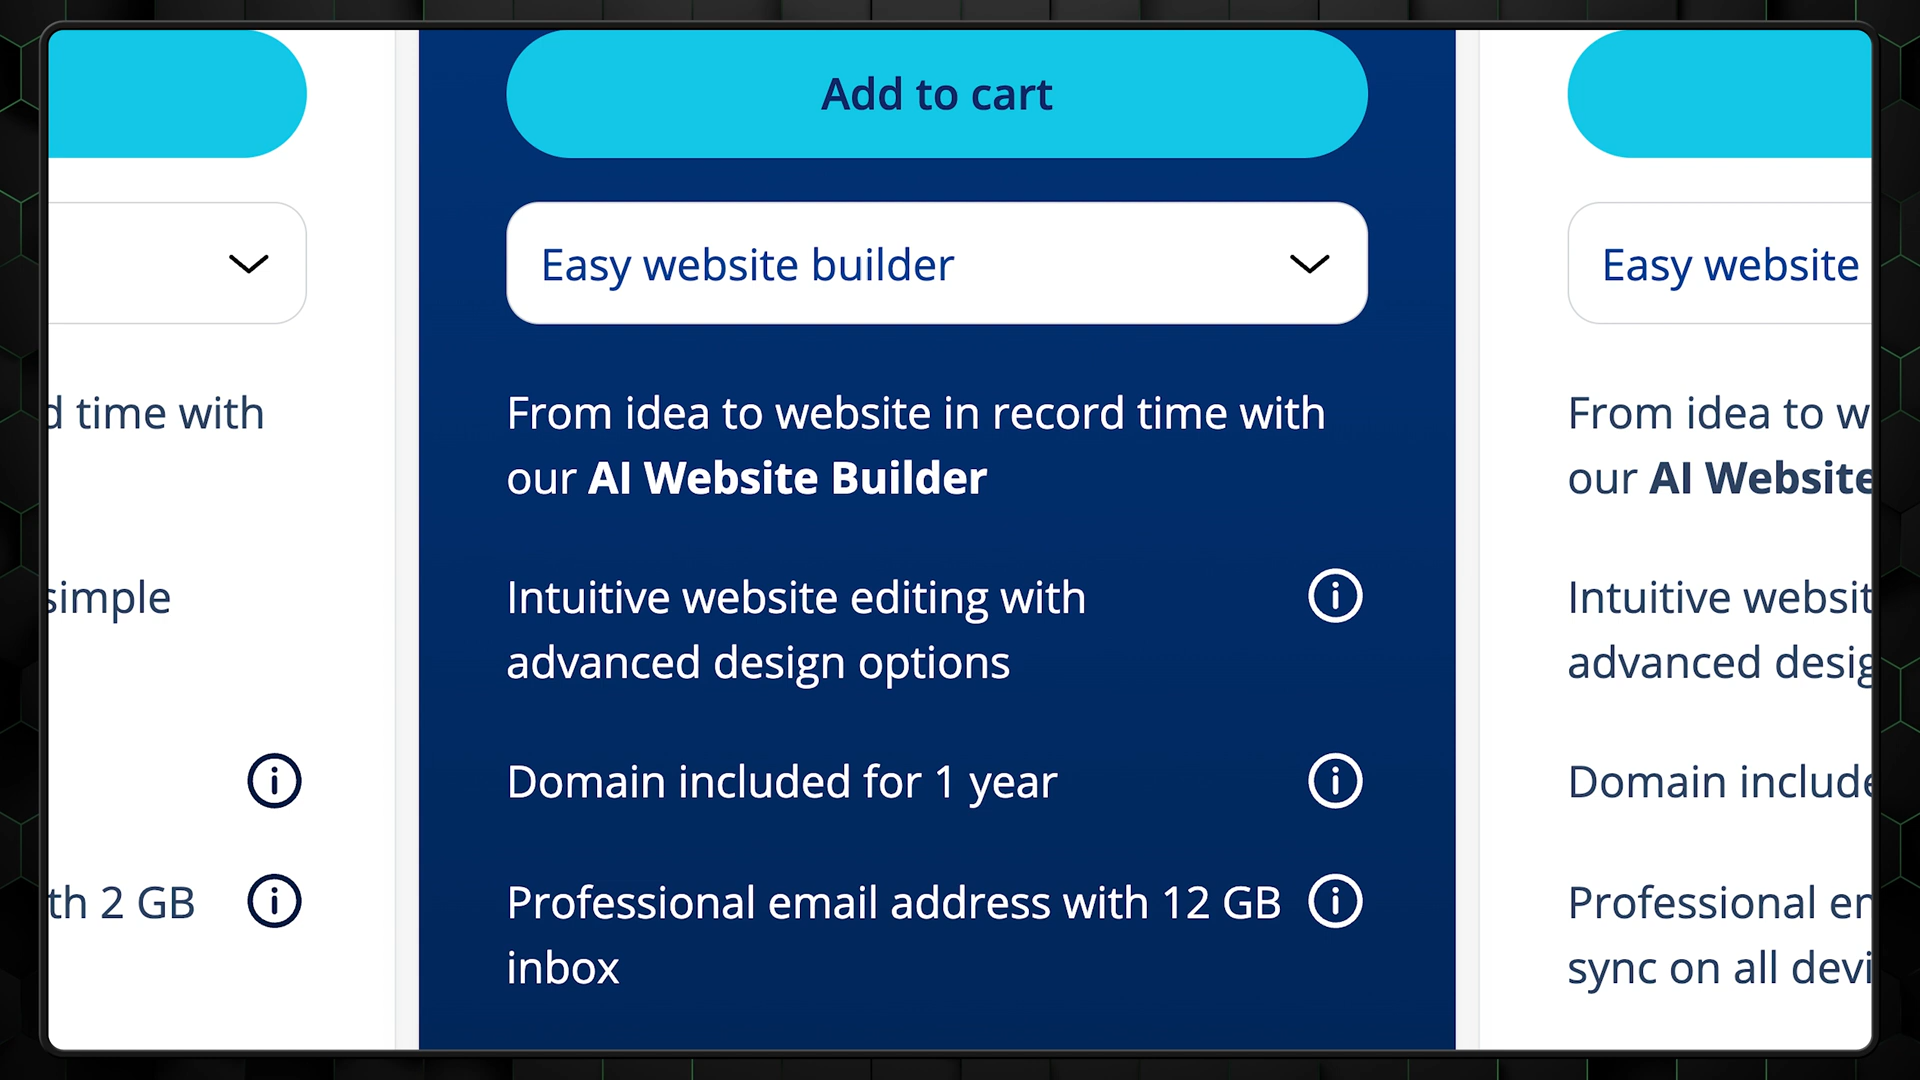 d time with
simple
th 2 GB
Add to cart
Easy website builder
From idea to website in record time with
our AI Website Builder
Intuitive website editing with
advanced design options
Domain included for 1 year
Professional email address with 12 GB
inbox
Easy website
From idea to w
our AI Website
Intuitive websit
advanced desig
Domain include
Professional em
sync on all devi